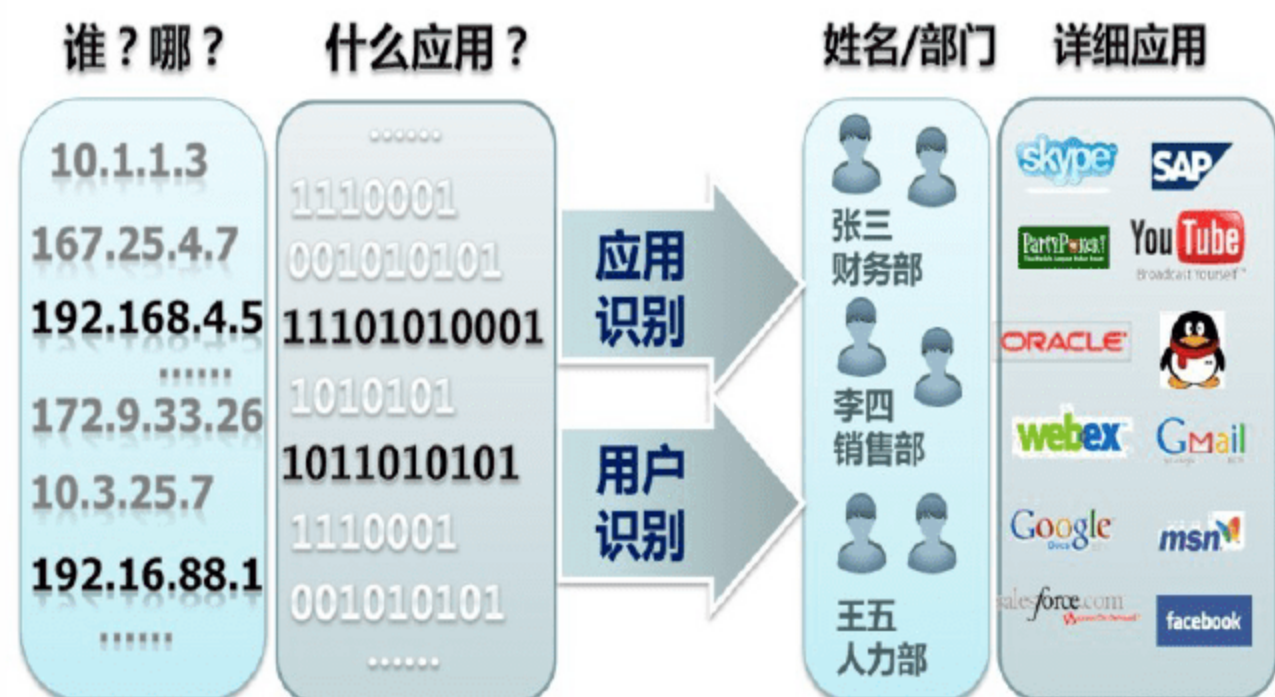 谁？哪？
什么应用？
姓名/部门
详细应用
10.1.1.3
167.25.4.7
192.168.4.5
......
172.9.33.26
10.3.25.7
192.16.88.1
......
......
1110001
001010101
11101010001
1010101
1011010101
1110001
001010101
......
应用
识别
用户
识别
张三
财务部
李四
销售部
王五
人力部
skype
SAP
PartyPoker
YouTube
Broadcast Yourself™
ORACLE
webex
GMail
Google
Docs
msn
salesforce.com
facebook